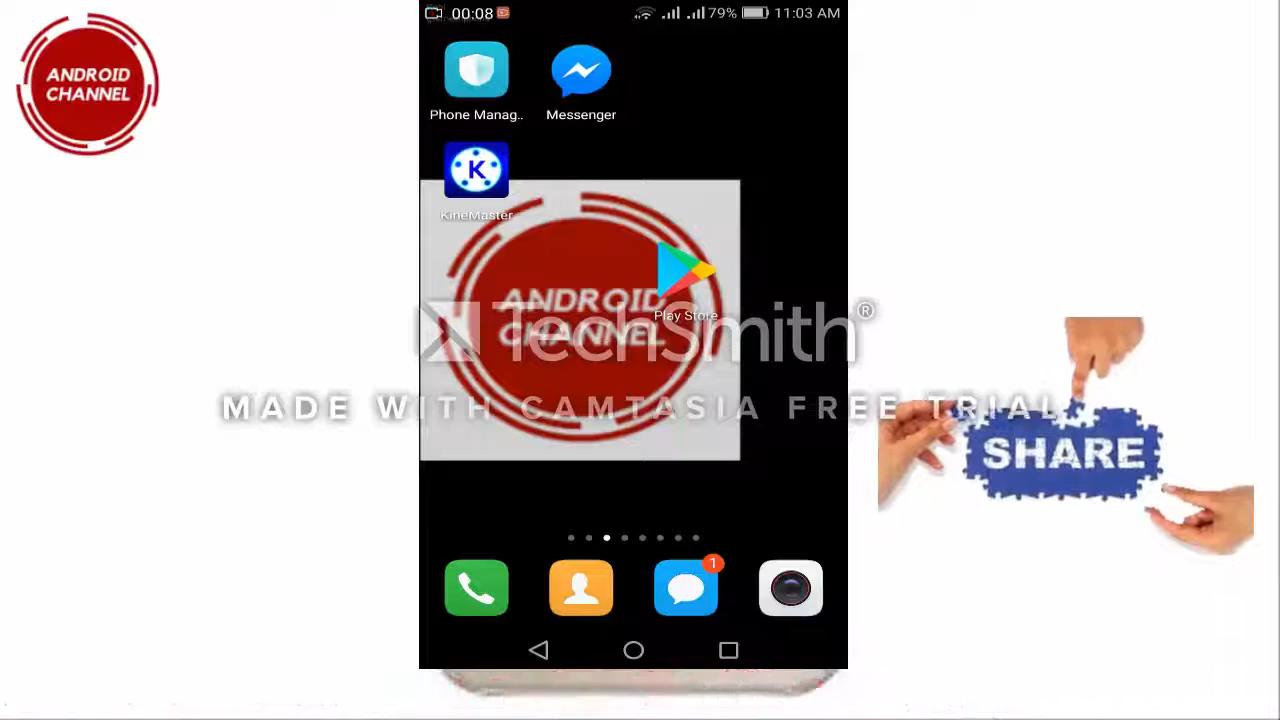 ANDROID
CHANNEL
00:08
79%
11:03 AM
Phone Manag..
Messenger
K
KineMaster
ANDROID
CHANNEL
Play Store
TechSmith®
MADE WITH CAMTASIA FREE TRIAL
SHARE
1